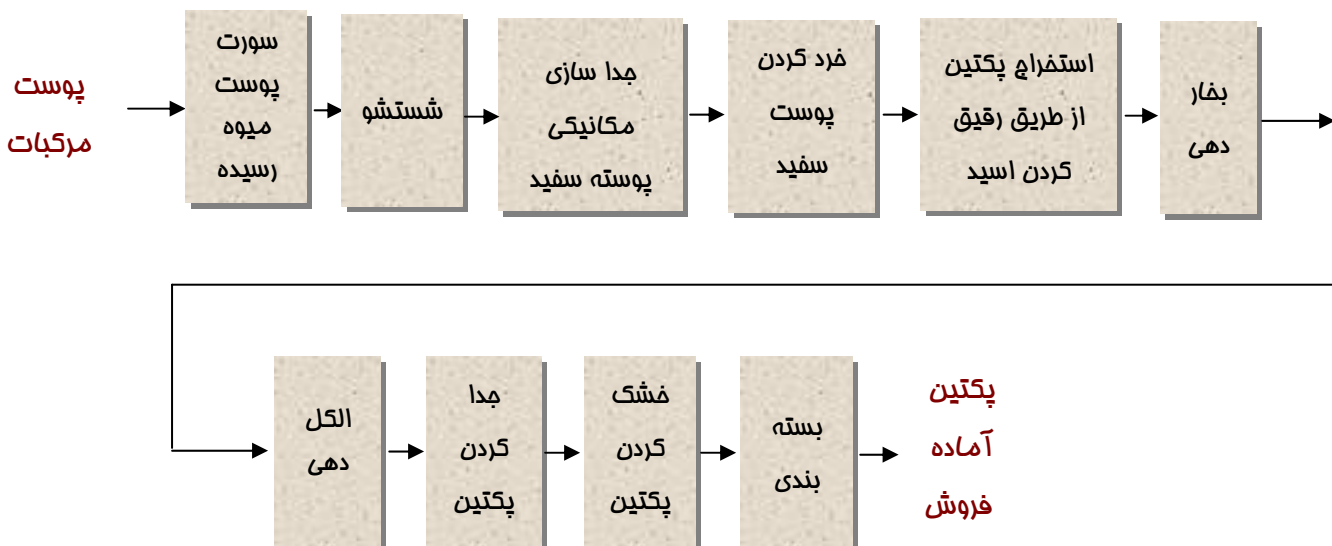 پوست
مرکبات
سورت
پوست
میوه
رسیده
شستشو
جدا سازی
مکانیکی
پوسته سفید
خرد کردن
پوست
سفید
استخراج پکتین
از طریق رقیق
کردن اسید
بخار
دهی
الکل
دهی
جدا
کردن
پکتین
خشک
کردن
پکتین
بسته
بندی
پکتین
آماده
فروش